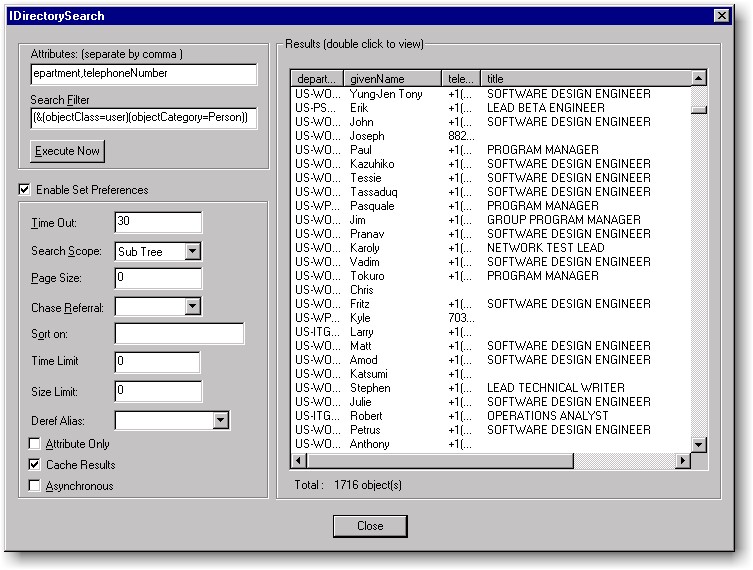 IDirectorySearch
Attributes: (separate by comma )
epartment,telephoneNumber
Search Filter
(&(objectClass=user)(objectCategory=Person))
Execute Now
Enable Set Preferences
Time Out: 30
Search Scope: Sub Tree
Page Size: 0
Chase Referral:
Sort on:
Time Limit 0
Size Limit: 0
Deref Alias:
Attribute Only
Cache Results
Asynchronous
Results (double click to view)
depart... givenName tele... title
US-WO... Yung-Jen Tony +1(... SOFTWARE DESIGN ENGINEER
US-PS... Erik +1(... LEAD BETA ENGINEER
US-WO... John +1(... SOFTWARE DESIGN ENGINEER
US-WO... Joseph 882...
US-WO... Paul +1(... PROGRAM MANAGER
US-WO... Kazuhiko +1(... SOFTWARE DESIGN ENGINEER
US-WO... Tessie +1(... SOFTWARE DESIGN ENGINEER
US-WO... Tassaduq +1(... SOFTWARE DESIGN ENGINEER
US-WP... Pasquale +1(... PROGRAM MANAGER
US-WO... Jim +1(... GROUP PROGRAM MANAGER
US-WO... Pranav +1(... SOFTWARE DESIGN ENGINEER
US-WO... Karoly +1(... NETWORK TEST LEAD
US-WO... Vadim +1(... SOFTWARE DESIGN ENGINEER
US-WO... Tokuro +1(... PROGRAM MANAGER
US-WO... Chris
US-WO... Fritz +1(... SOFTWARE DESIGN ENGINEER
US-WP... Kyle 703...
US-ITG... Larry +1(...
US-WO... Matt +1(... SOFTWARE DESIGN ENGINEER
US-WO... Amod +1(... SOFTWARE DESIGN ENGINEER
US-WO... Katsumi +1(...
US-WO... Stephen +1(... LEAD TECHNICAL WRITER
US-WO... Julie +1(... SOFTWARE DESIGN ENGINEER
US-ITG... Robert +1(... OPERATIONS ANALYST
US-WO... Petrus +1(... SOFTWARE DESIGN ENGINEER
US-WO... Anthony +1(...
Total : 1716 object(s)
Close